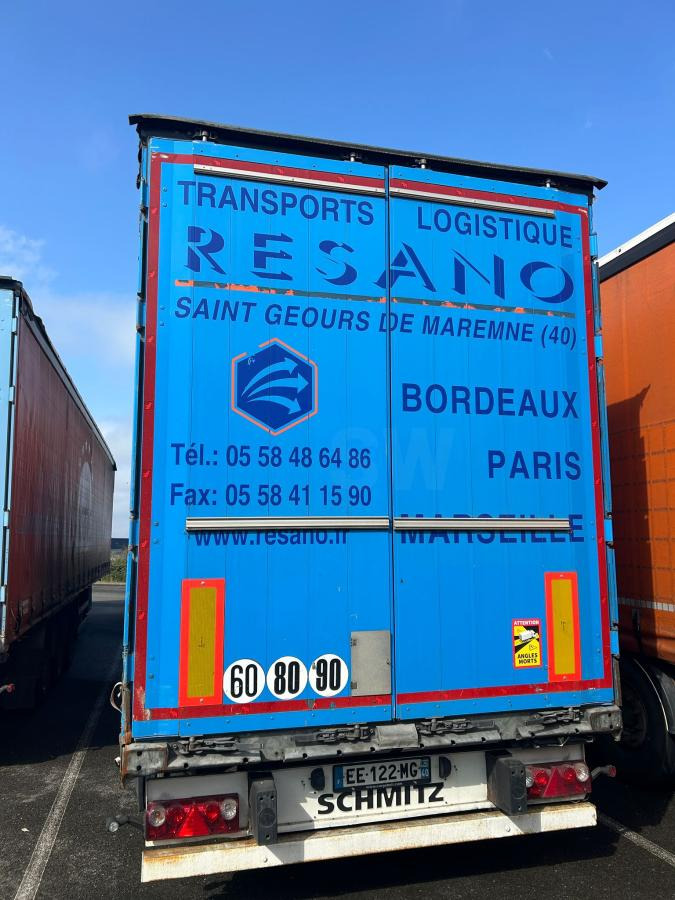 TRANSPORTS LOGISTIQUE
RESANO
SAINT GEOURS DE MAREMNE (40)
BORDEAUX
PARIS
MARSEILLE
Tél.: 05 58 48 64 86
Fax: 05 58 41 15 90
www.resano.fr
60 80 90
ATTENTION
ANGLES
MORTS
EE-122-MG
40
SCHMITZ